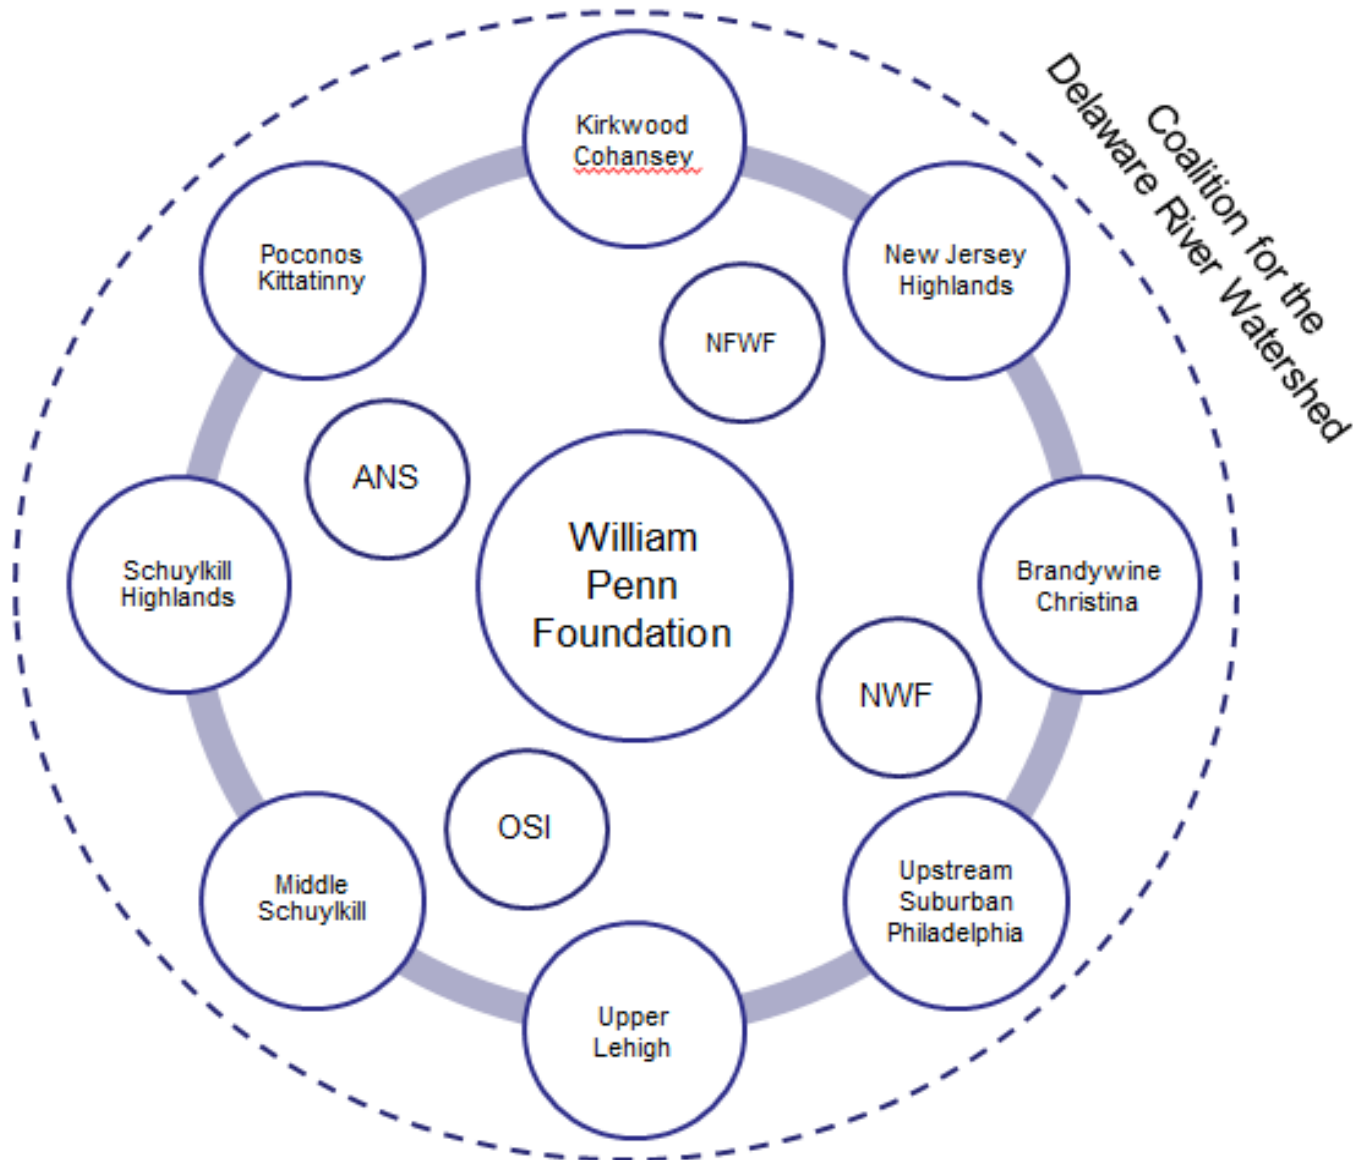 Kirkwood
Cohansey
Coalition for the
Delaware River Watershed
Poconos
Kittatinny
New Jersey
Highlands
NFWF
ANS
William
Penn
Foundation
Schuylkill
Highlands
Brandywine
Christina
NWF
OSI
Middle
Schuylkill
Upstream
Suburban
Philadelphia
Upper
Lehigh